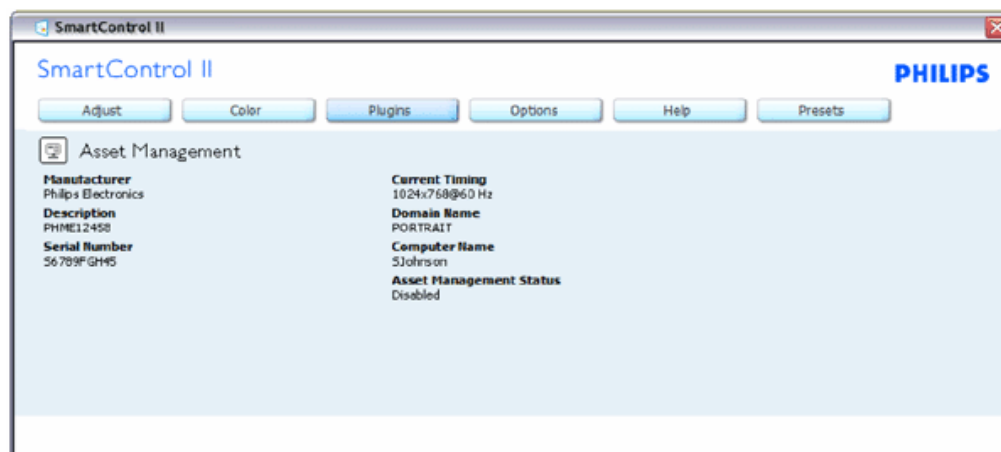 SmartControl II
SmartControl II
PHILIPS
Adjust Color Plugins Options Help Presets
Asset Management
Manufacturer
Philips Electronics
Description
PHME12458
Serial Number
S6789FGH45
Current Timing
1024x768@60 Hz
Domain Name
PORTRAIT
Computer Name
SJohnson
Asset Management Status
Disabled